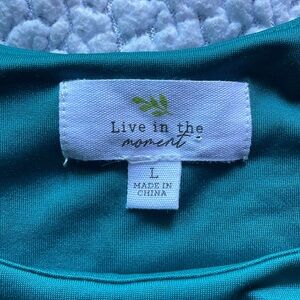 Live in the
moment
L
MADE IN
CHINA